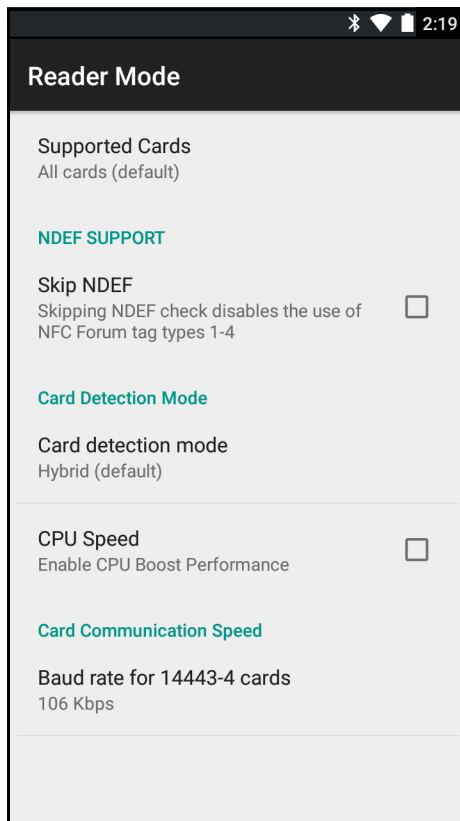 2:19
Reader Mode
Supported Cards
All cards (default)
NDEF SUPPORT
Skip NDEF
Skipping NDEF check disables the use of
NFC Forum tag types 1-4
Card Detection Mode
Card detection mode
Hybrid (default)
CPU Speed
Enable CPU Boost Performance
Card Communication Speed
Baud rate for 14443-4 cards
106 Kbps